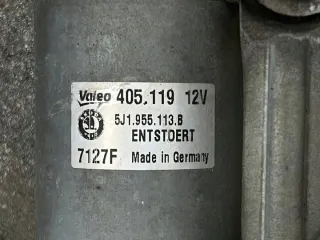 Valeo 405.119 12V
5J1.955.113.B
ENTSTOERT
7127F Made in Germany